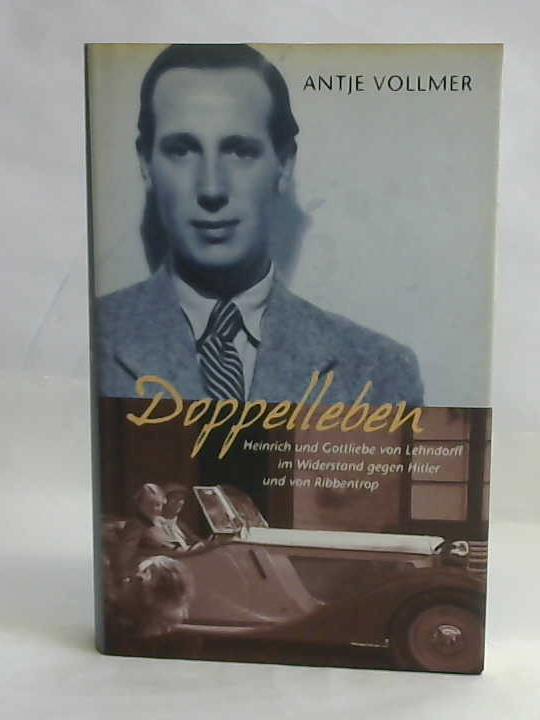 ANTJE VOLLMER
Doppelleben
Heinrich und Gottliebe von Lehndorff
im Widerstand gegen Hitler
und von Ribbentrop